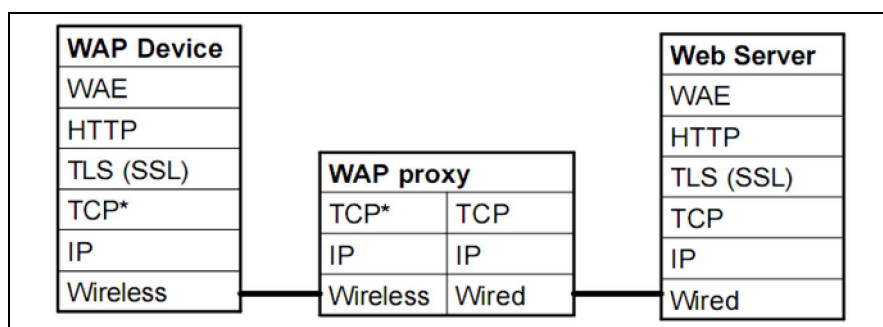 WAP Device
WAE
HTTP
TLS (SSL)
TCP*
IP
Wireless
WAP proxy
TCP* TCP
IP IP
Wireless Wired
Web Server
WAE
HTTP
TLS (SSL)
TCP
IP
Wired